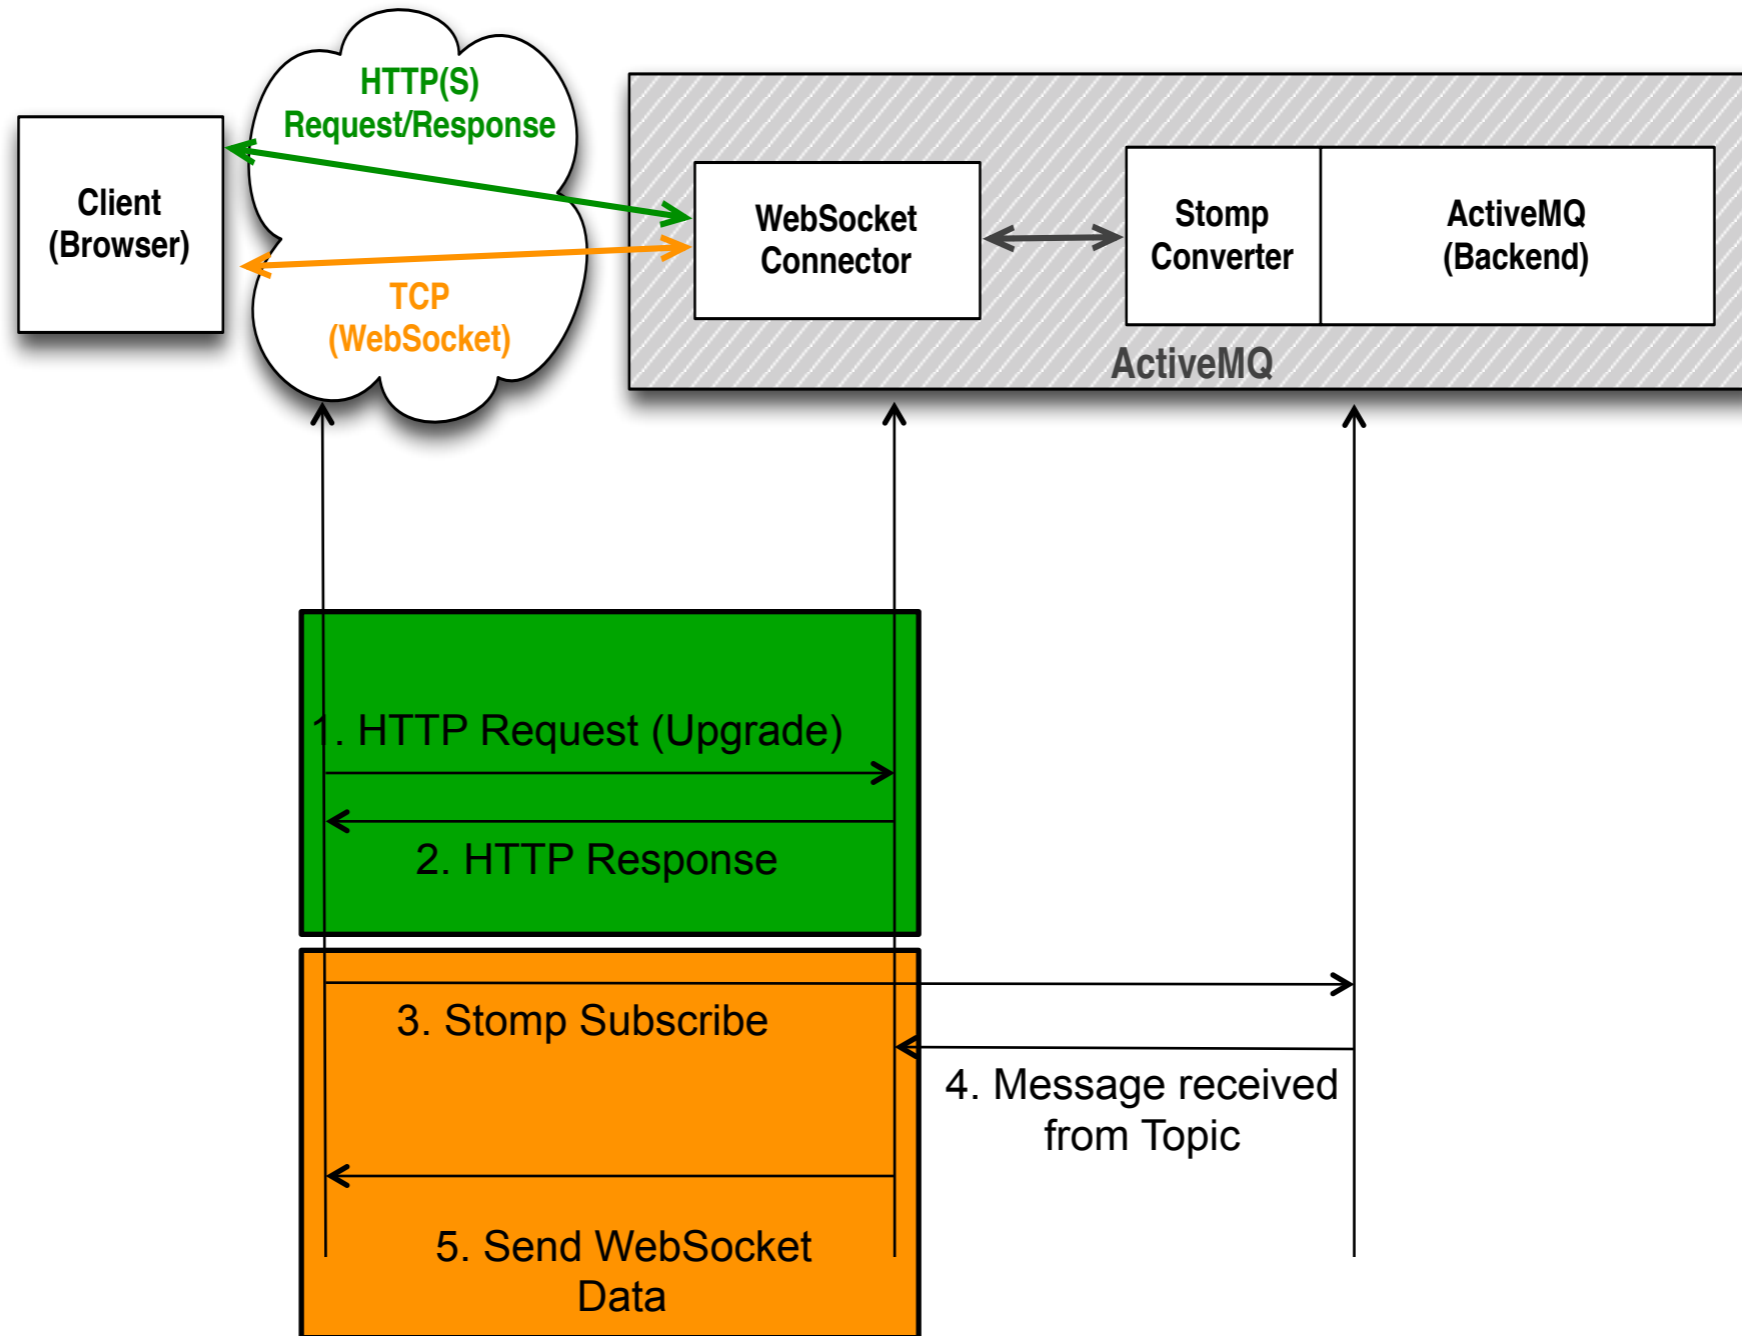 HTTP(S)
Request/Response
Client
(Browser)
TCP
(WebSocket)
WebSocket
Connector
Stomp
Converter
ActiveMQ
(Backend)
ActiveMQ
1. HTTP Request (Upgrade)
2. HTTP Response
3. Stomp Subscribe
4. Message received
from Topic
5. Send WebSocket
Data